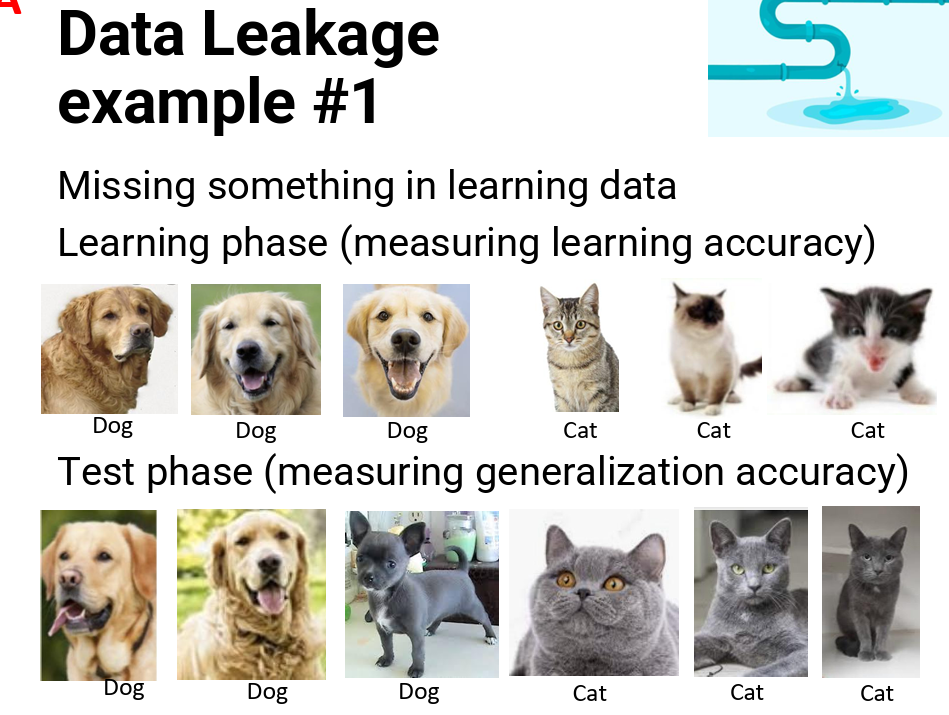 A
Data Leakage
example #1
Missing something in learning data
Learning phase (measuring learning accuracy)
Dog Dog Dog Cat Cat Cat
Test phase (measuring generalization accuracy)
Dog Dog Dog Cat Cat Cat